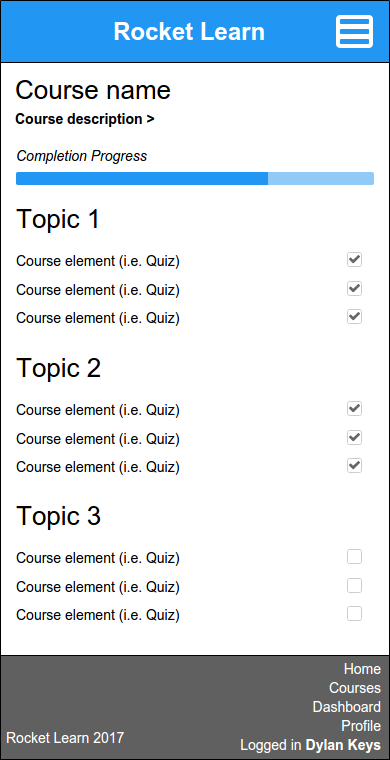 Rocket Learn
Course name
Course description >
Completion Progress
Topic 1
Course element (i.e. Quiz)
Course element (i.e. Quiz)
Course element (i.e. Quiz)
Topic 2
Course element (i.e. Quiz)
Course element (i.e. Quiz)
Course element (i.e. Quiz)
Topic 3
Course element (i.e. Quiz)
Course element (i.e. Quiz)
Course element (i.e. Quiz)
Home
Courses
Dashboard
Profile
Rocket Learn 2017
Logged in Dylan Keys